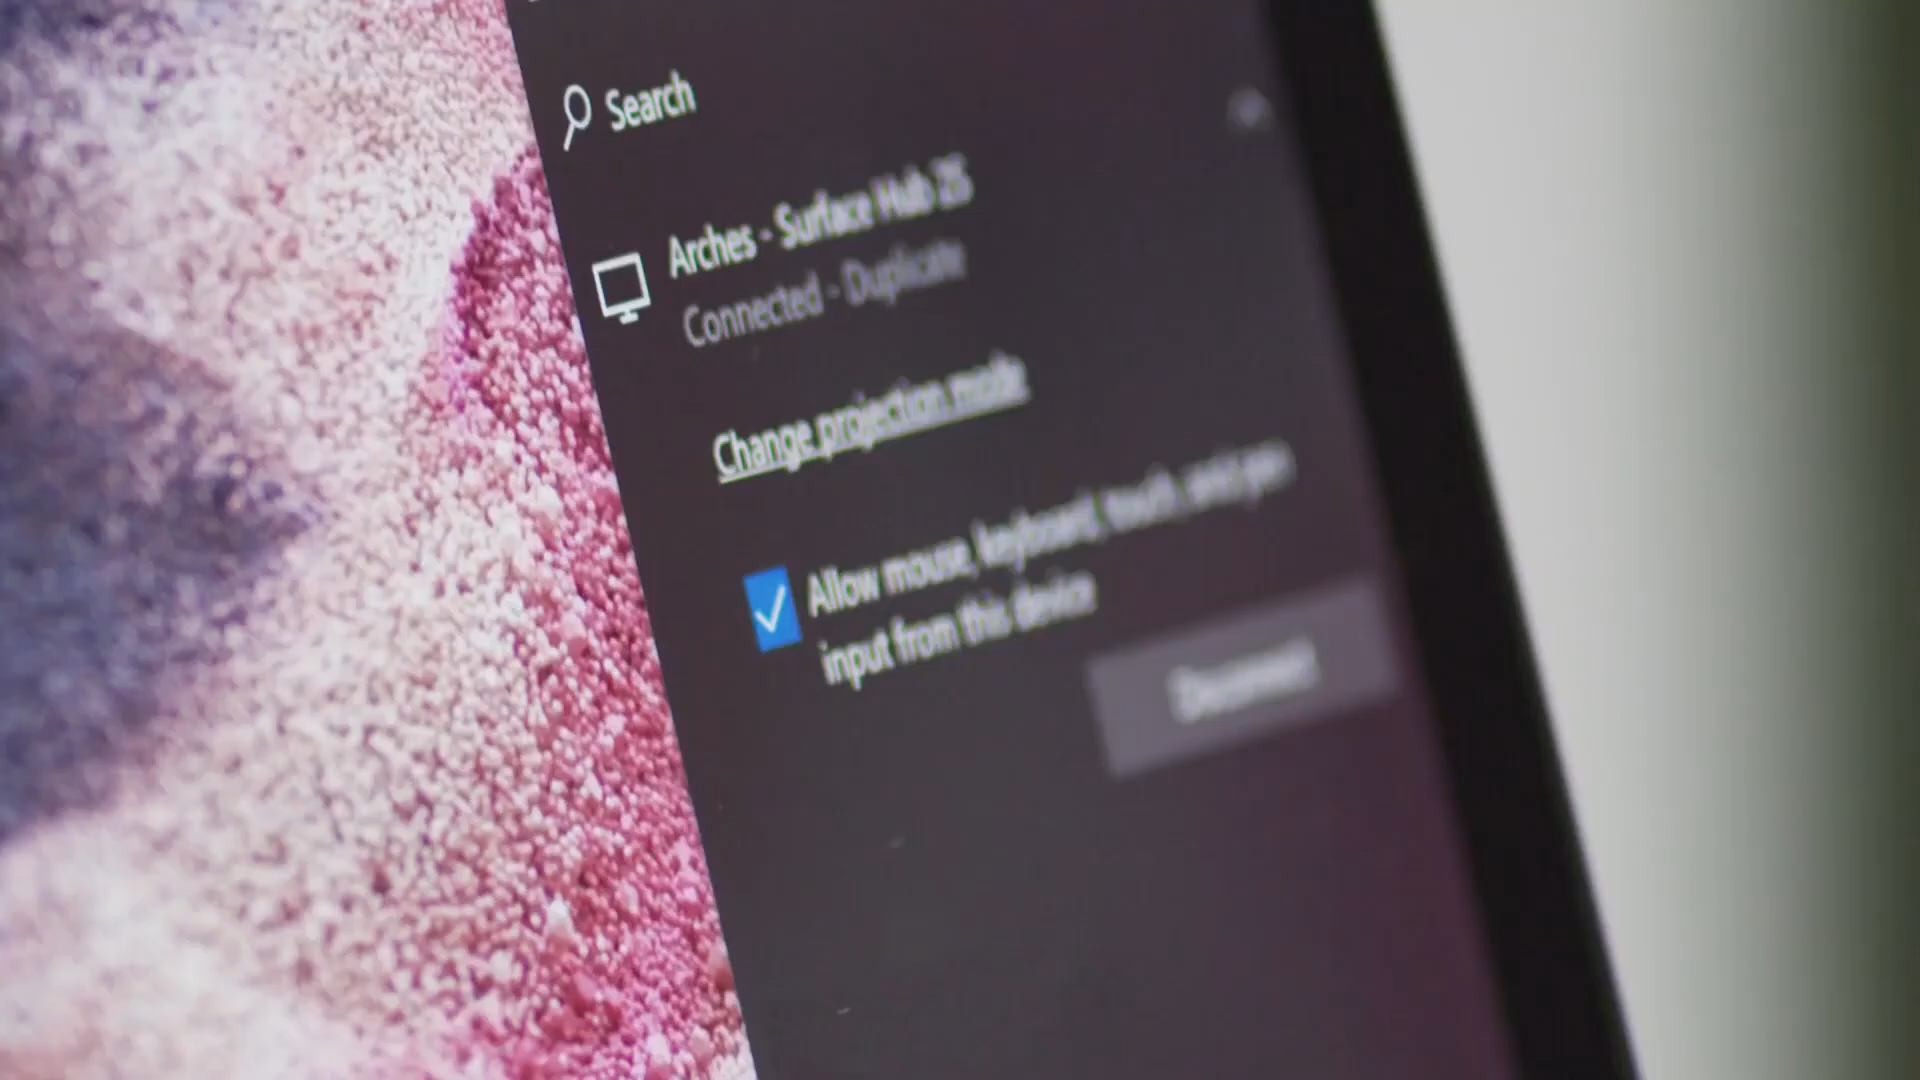 Search
Arches - Surface Hub 2S
Connected - Duplicate
Change projection mode
Allow mouse, keyboard, touch, and pen
input from this device
Disconnect